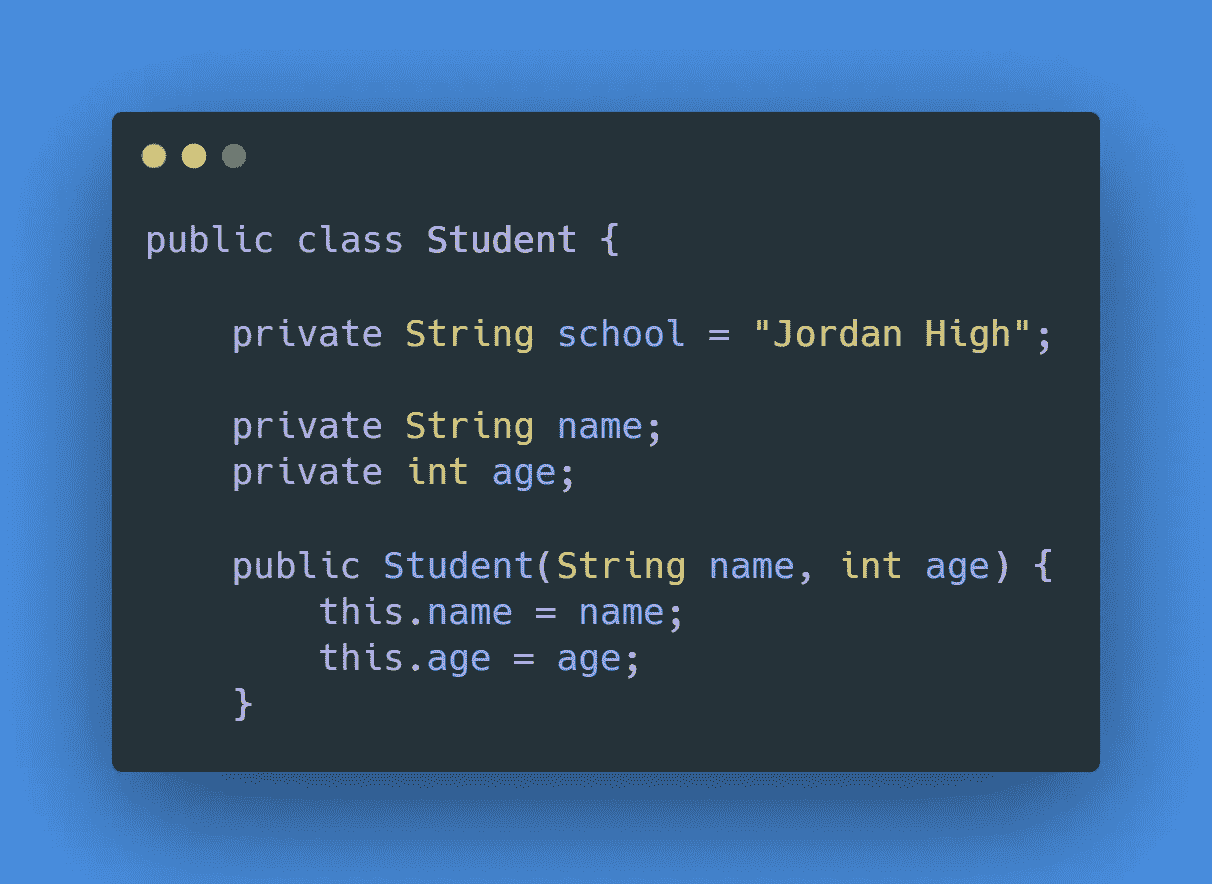 public class Student {
private String school = "Jordan High";
private String name;
private int age;
public Student(String name, int age) {
this.name = name;
this.age = age;
}